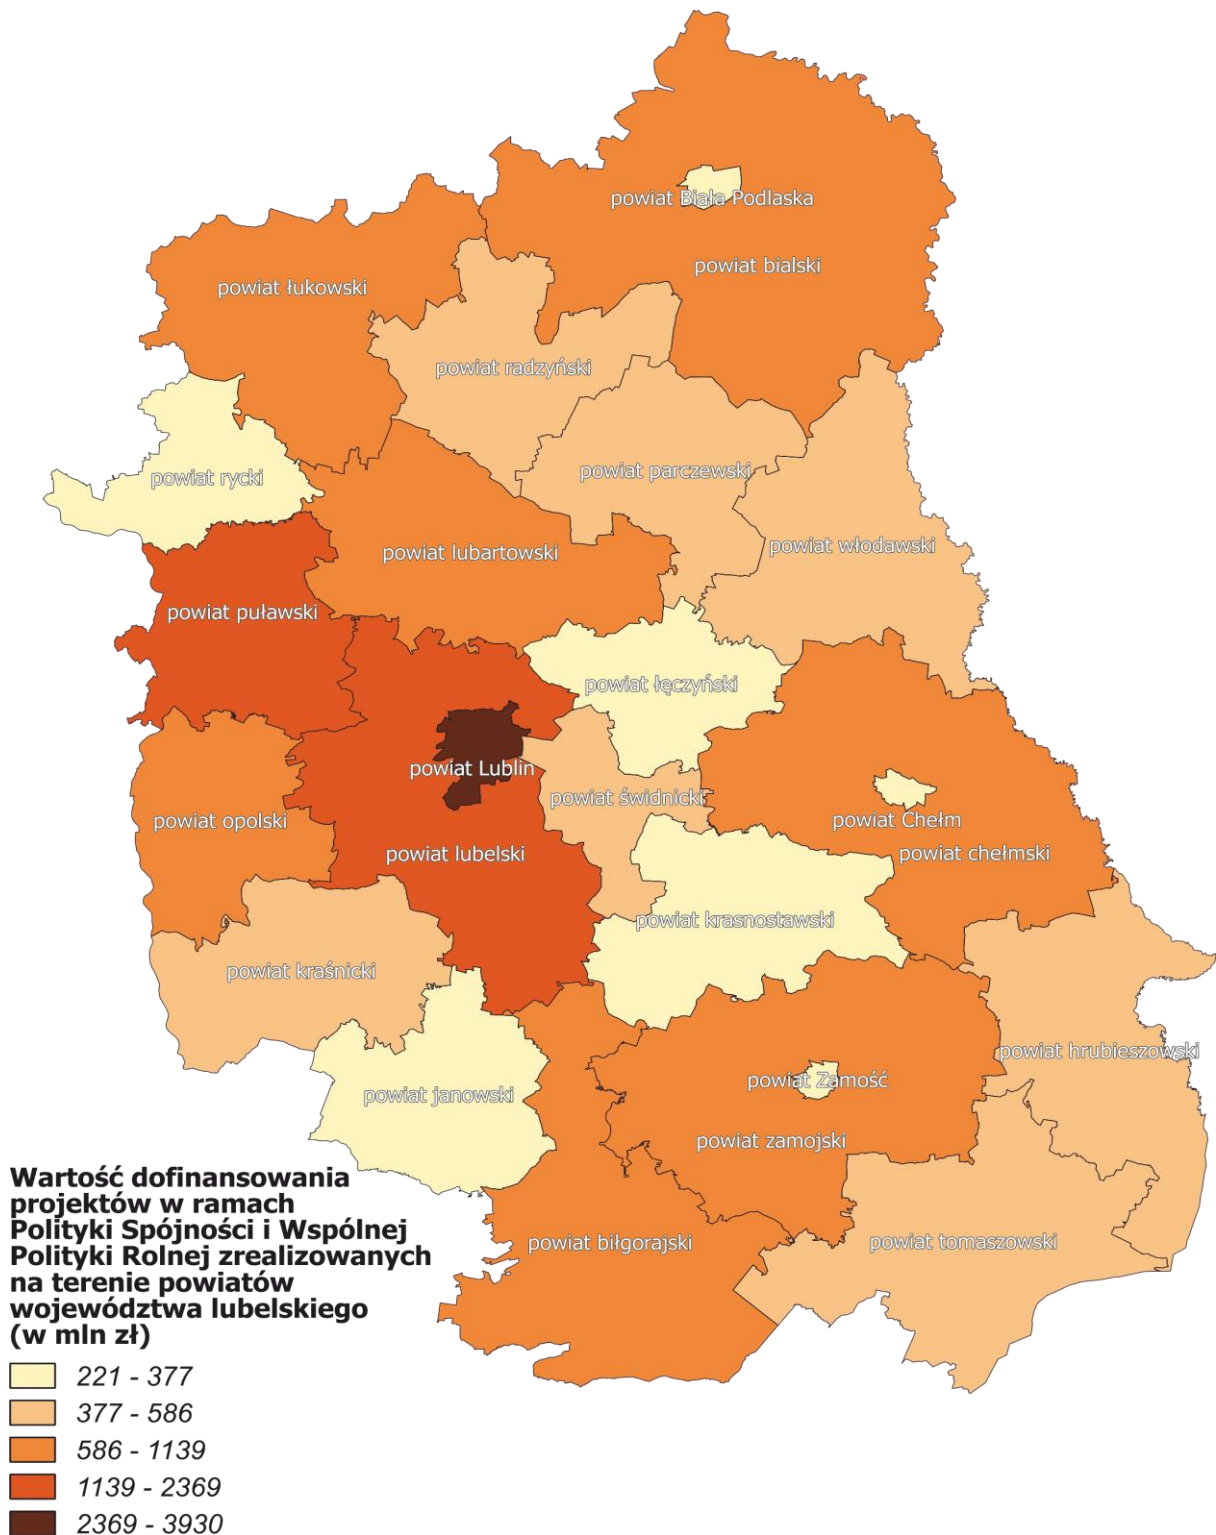 powiat Biała Podlaska
powiat bialski
powiat łukowski
powiat radzyński
powiat parczewski
powiat rycki
powiat włodawski
powiat lubartowski
powiat puławski
powiat łęczyński
powiat Lublin
powiat świdnicki
powiat opolski
powiat Chełm
powiat lubelski
powiat chełmski
powiat krasnostawski
powiat kraśnicki
powiat hrubieszowski
powiat Zamość
powiat janowski
powiat zamojski
powiat biłgorajski
powiat tomaszowski
Wartość dofinansowania
projektów w ramach
Polityki Spójności i Wspólnej
Polityki Rolnej zrealizowanych
na terenie powiatów
województwa lubelskiego
(w mln zł)
221 - 377
377 - 586
586 - 1139
1139 - 2369
2369 - 3930